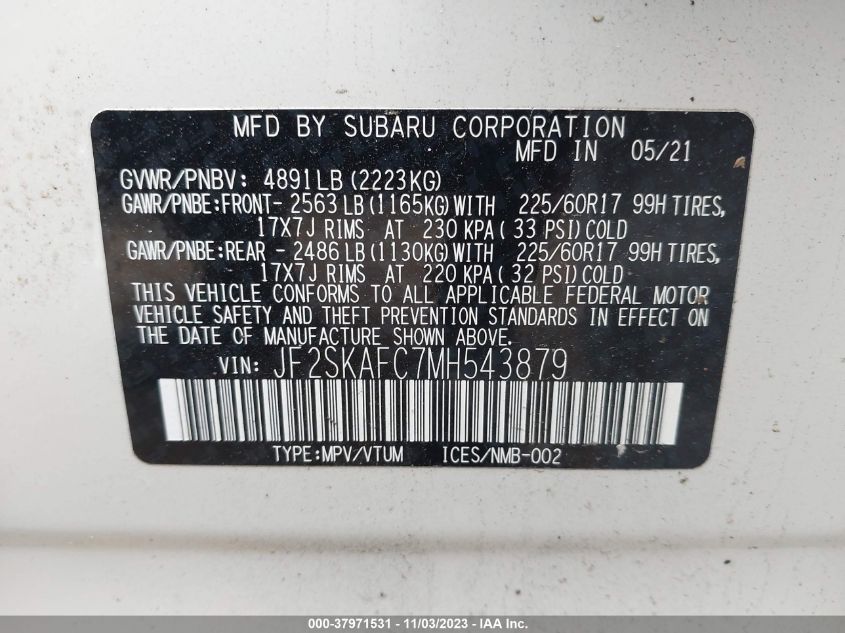 MFD BY SUBARU CORPORATION
MFD IN 05/21
GVWR/PNBV: 4891LB (2223KG)
GAWR/PNBE:FRONT- 2563 LB (1165KG) WITH 225/60R17 99H TIRES,
17X7J RIMS AT 230 KPA ( 33 PSI) COLD
GAWR/PNBE:REAR - 2486 LB (1130KG) WITH 225/60R17 99H TIRES,
17X7J RIMS AT 220 KPA ( 32 PSI) COLD
THIS VEHICLE CONFORMS TO ALL APPLICABLE FEDERAL MOTOR
VEHICLE SAFETY AND THEFT PREVENTION STANDARDS IN EFFECT ON
THE DATE OF MANUFACTURE SHOWN ABOVE.
VIN: JF2SKAFC7MH543879
TYPE:MPV/VTUM ICES/NMB-002
000-37971531 - 11/03/2023 - IAA Inc.